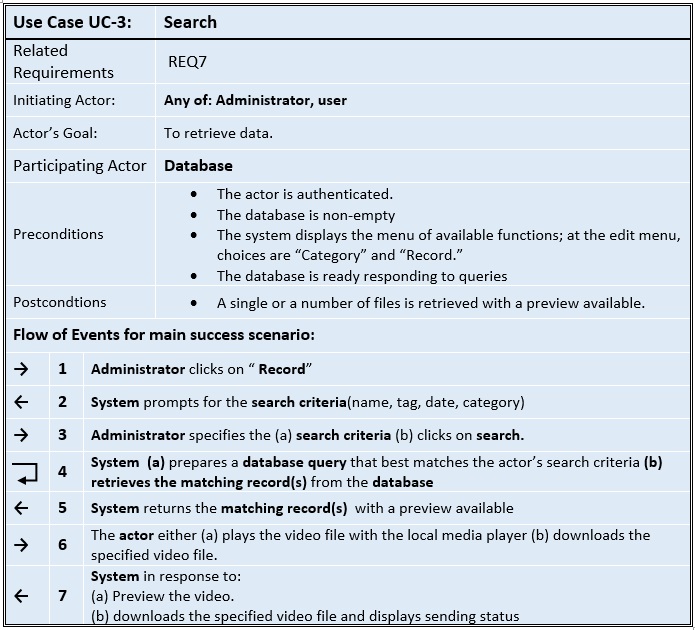 Use Case UC-3: Search
Related
Requirements
REQ7
Initiating Actor: Any of: Administrator, user
Actor’s Goal: To retrieve data.
Participating Actor Database
Preconditions
• The actor is authenticated.
• The database is non-empty
• The system displays the menu of available functions; at the edit menu,
choices are “Category” and “Record.”
• The database is ready responding to queries
Postcondtions • A single or a number of files is retrieved with a preview available.
Flow of Events for main success scenario:
→ 1 Administrator clicks on “ Record”
← 2 System prompts for the search criteria(name, tag, date, category)
→ 3 Administrator specifies the (a) search criteria (b) clicks on search.
4 System (a) prepares a database query that best matches the actor’s search criteria (b)
retrieves the matching record(s) from the database
← 5 System returns the matching record(s) with a preview available
→ 6 The actor either (a) plays the video file with the local media player (b) downloads the
specified video file.
← 7 System in response to:
(a) Preview the video.
(b) downloads the specified video file and displays sending status